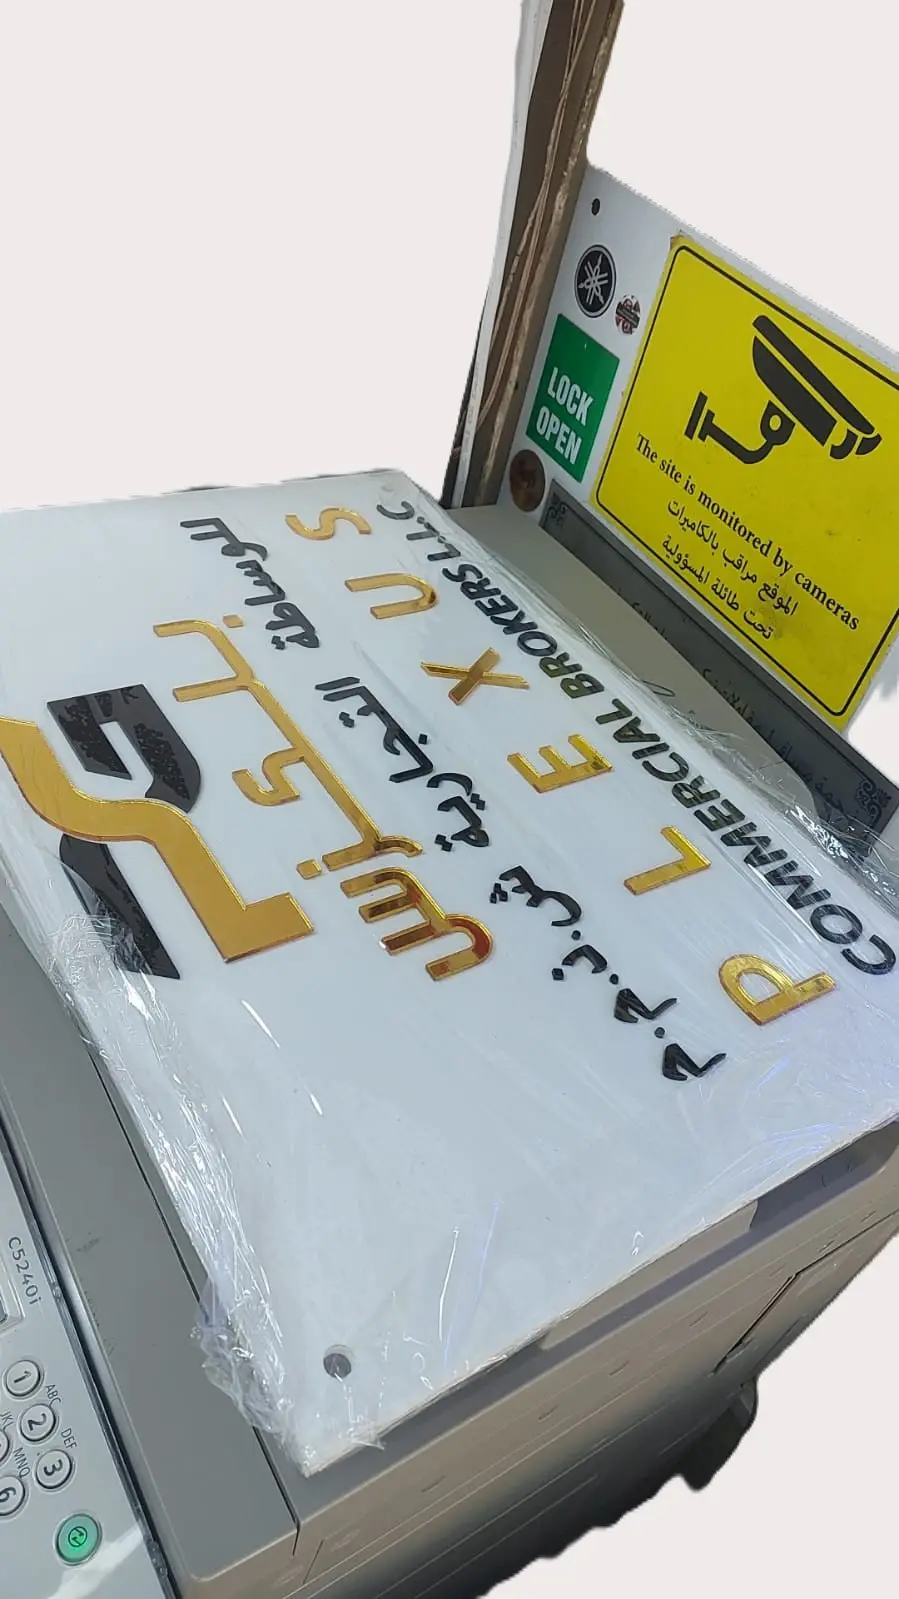 للوساطة التجارية ش.ذ.م.م
PLEXUS
COMMERCIAL BROKERS L.L.C
LOCK
OPEN
The site is monitored by cameras
الموقع مراقب بالكاميرات
تحت طائلة المسؤولية
C5240i
1
ABC
2
DEF
3
JKL
MNO
6